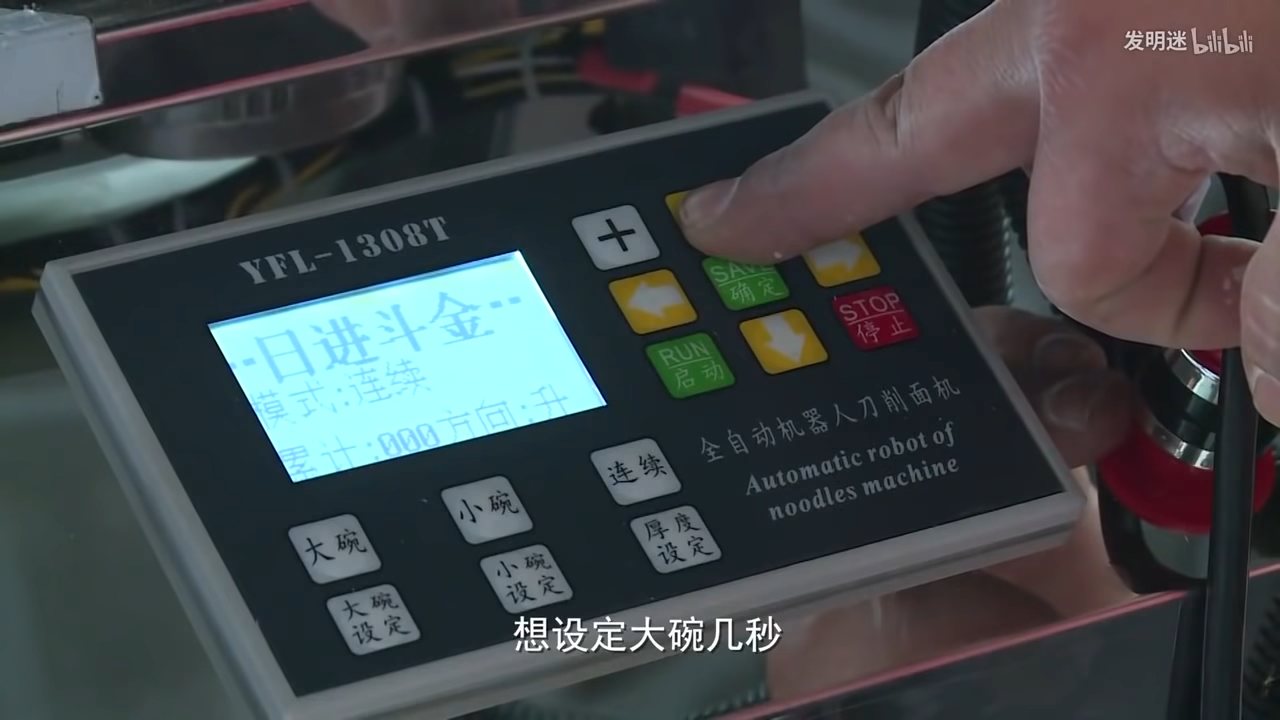 发明迷 bilibili
YFL-1308T
··日进斗金··
模式:连续
累计:000方向:升
+
SAVE
确定
RUN
启动
STOP
停止
全自动机器人刀削面机
Automatic robot of
noodles machine
大碗
小碗
连续
大碗
设定
小碗
设定
厚度
设定
想设定大碗几秒